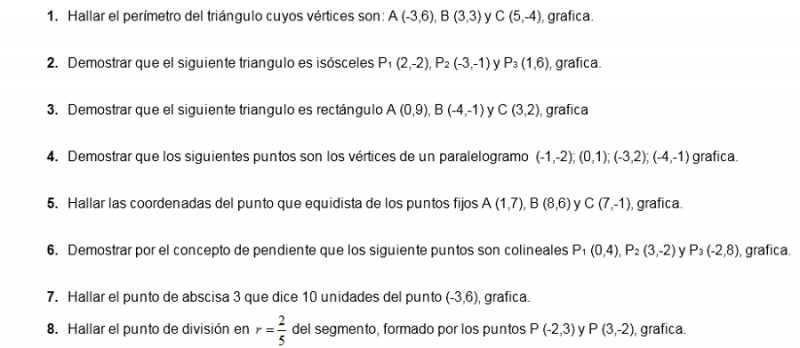 1. Hallar el perímetro del triángulo cuyos vértices son: A (-3,6), B (3,3) y C (5,-4), grafica.
2. Demostrar que el siguiente triangulo es isósceles P₁ (2,-2), P₂ (-3,-1) y P₃ (1,6), grafica.
3. Demostrar que el siguiente triangulo es rectángulo A (0,9), B (-4,-1) y C (3,2), grafica
4. Demostrar que los siguientes puntos son los vértices de un paralelogramo (-1,-2); (0,1); (-3,2); (-4,-1) grafica.
5. Hallar las coordenadas del punto que equidista de los puntos fijos A (1,7), B (8,6) y C (7,-1), grafica.
6. Demostrar por el concepto de pendiente que los siguiente puntos son colineales P₁ (0,4), P₂ (3,-2) y P₃ (-2,8), grafica.
7. Hallar el punto de abscisa 3 que dice 10 unidades del punto (-3,6), grafica.
8. Hallar el punto de división en r = 2/5 del segmento, formado por los puntos P (-2,3) y P (3,-2), grafica.